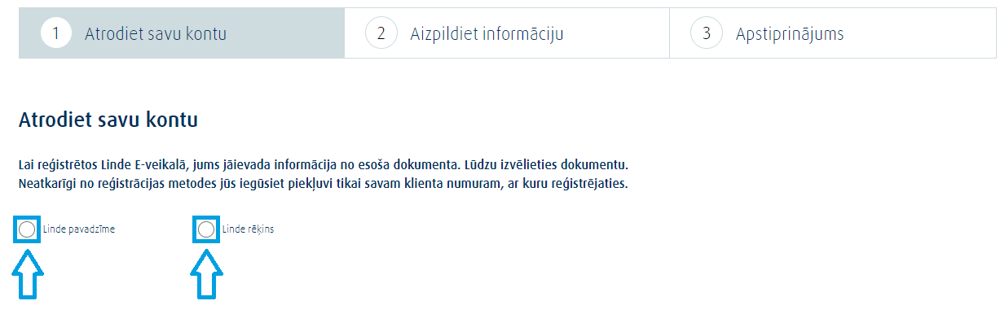 1 Atrodiet savu kontu 2 Aizpildiet informāciju 3 Apstiprinājums
Atrodiet savu kontu
Lai reģistrētos Linde E-veikalā, jums jāievada informācija no esoša dokumenta. Lūdzu izvēlieties dokumentu.
Neatkarīgi no reģistrācijas metodes jūs iegūsiet piekļuvi tikai savam klienta numuram, ar kuru reģistrējaties.
Linde pavadzīme Linde rēķins